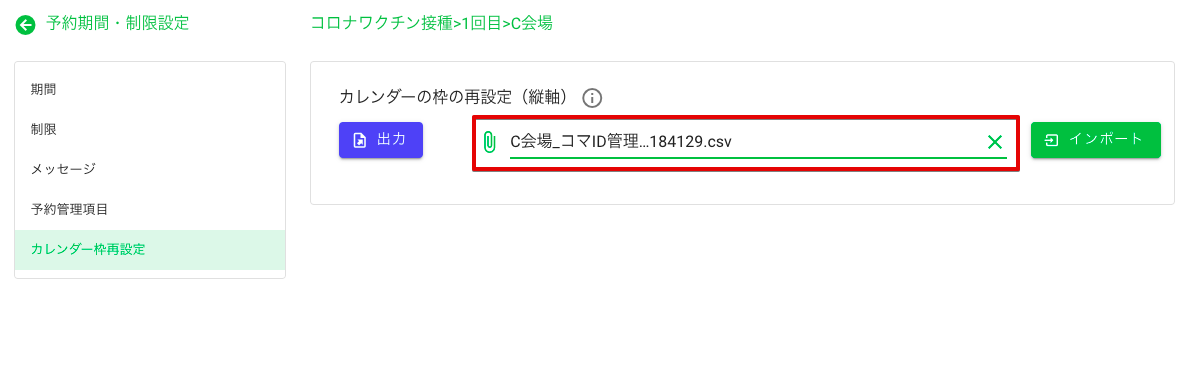 予約期間・制限設定
コロナワクチン接種>1回目>C会場
期間
制限
メッセージ
予約管理項目
カレンダー枠再設定
カレンダーの枠の再設定（縦軸）
出力
C会場_コマID管理...184129.csv
インポート